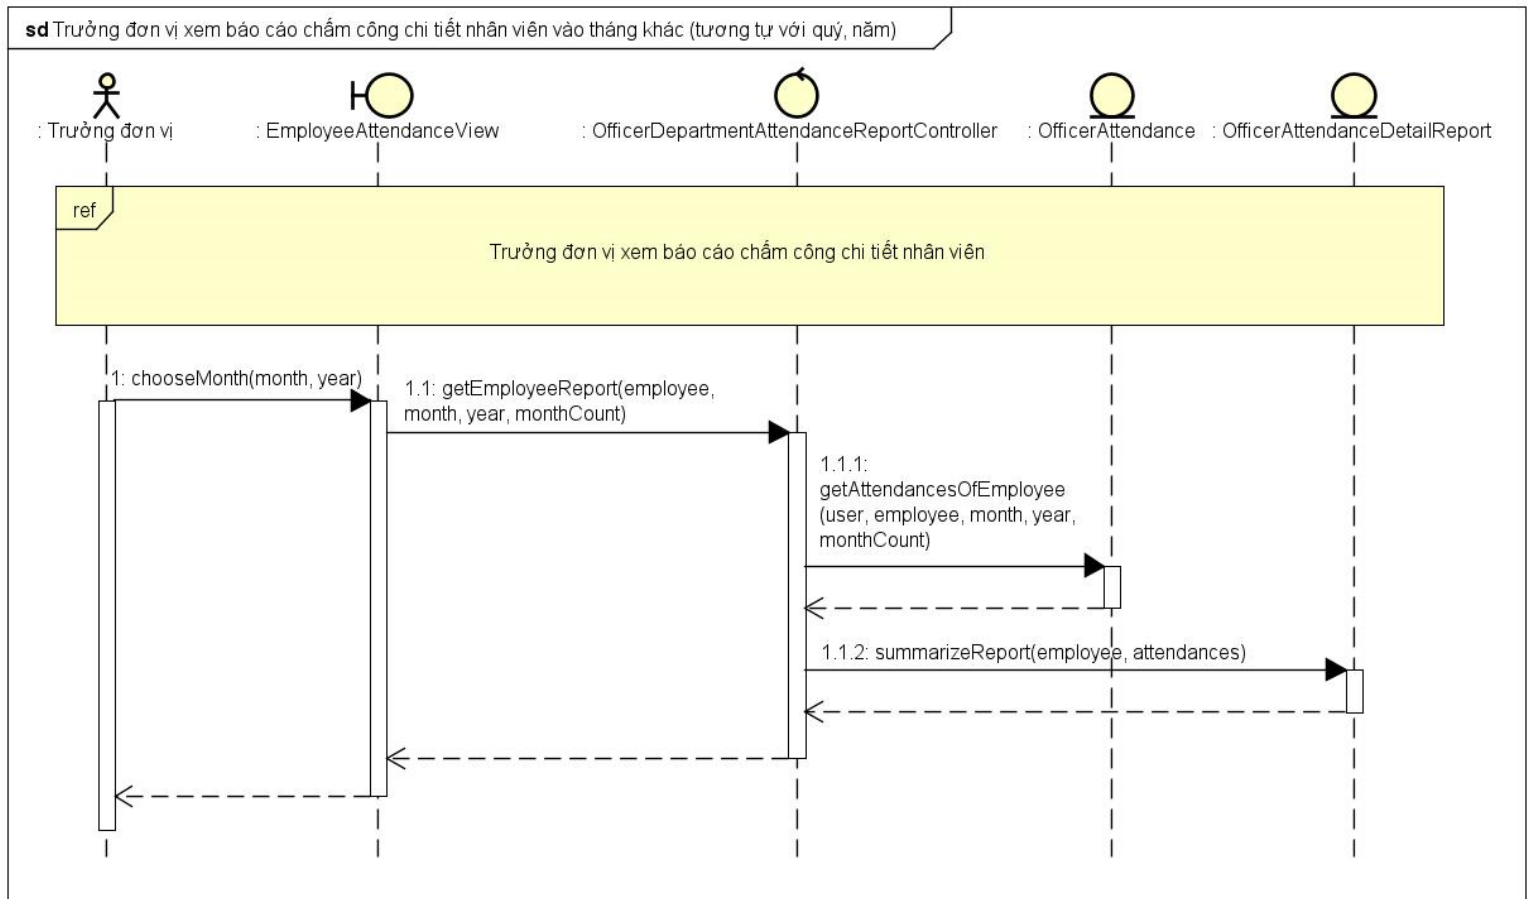 sd Trưởng đơn vị xem báo cáo chấm công chi tiết nhân viên vào tháng khác (tương tự với quý, năm)
: Trưởng đơn vị
: EmployeeAttendanceView
: OfficerDepartmentAttendanceReportController
: OfficerAttendance
: OfficerAttendanceDetailReport
ref
Trưởng đơn vị xem báo cáo chấm công chi tiết nhân viên
1: chooseMonth(month, year)
1.1: getEmployeeReport(employee,
month, year, monthCount)
1.1.1:
getAttendancesOfEmployee
(user, employee, month, year,
monthCount)
1.1.2: summarizeReport(employee, attendances)